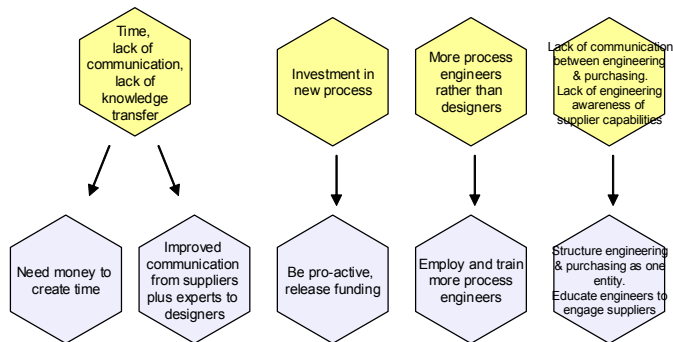 Time,
lack of
communication,
lack of
knowledge
transfer
Investment in
new process
More process
engineers
rather than
designers
Lack of communication
between engineering
& purchasing.
Lack of engineering
awareness of
supplier capabilities
Need money to
create time
Improved
communication
from suppliers
plus experts to
designers
Be pro-active,
release funding
Employ and train
more process
engineers
Structure engineering
& purchasing as one
entity.
Educate engineers to
engage suppliers